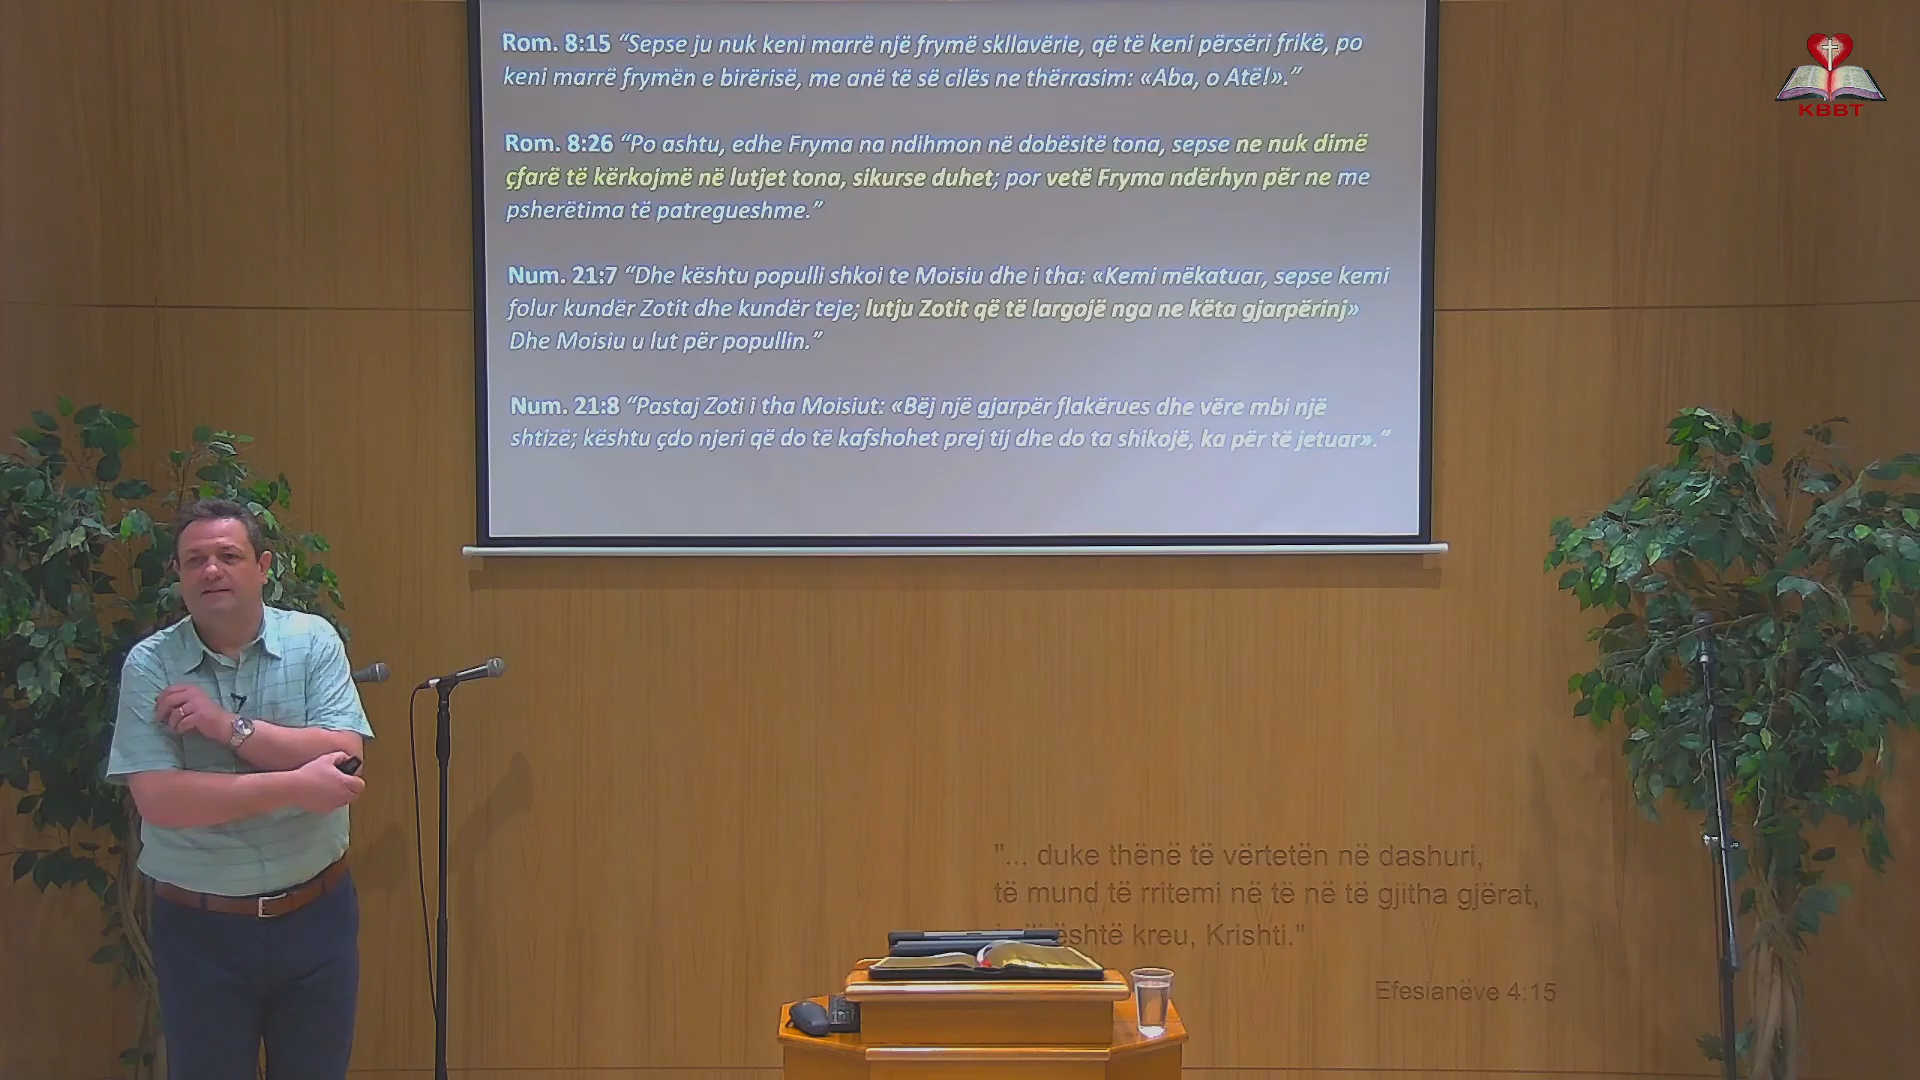 Rom. 8:15 “Sepse ju nuk keni marrë një frymë skllavërie, që të keni përsëri frikë, po
keni marrë frymën e birërisë, me anë të së cilës ne thërrasim: «Aba, o Atë!».”
Rom. 8:26 “Po ashtu, edhe Fryma na ndihmon në dobësitë tona, sepse ne nuk dimë
çfarë të kërkojmë në lutjet tona, sikurse duhet; por vetë Fryma ndërhyn për ne me
psherëtima të patregueshme.”
Num. 21:7 “Dhe kështu populli shkoi te Moisiu dhe i tha: «Kemi mëkatuar, sepse kemi
folur kundër Zotit dhe kundër teje; lutju Zotit që të largojë nga ne këta gjarpërinj»
Dhe Moisiu u lut për popullin.”
Num. 21:8 “Pastaj Zoti i tha Moisiut: «Bëj një gjarpër flakërues dhe vëre mbi një
shtizë; kështu çdo njeri që do të kafshohet prej tij dhe do ta shikojë, ka për të jetuar».”
KBBT
"... duke thënë të vërtetën në dashuri,
të mund të rritemi në të në të gjitha gjërat,
është kreu, Krishti."
Efesianëve 4:15